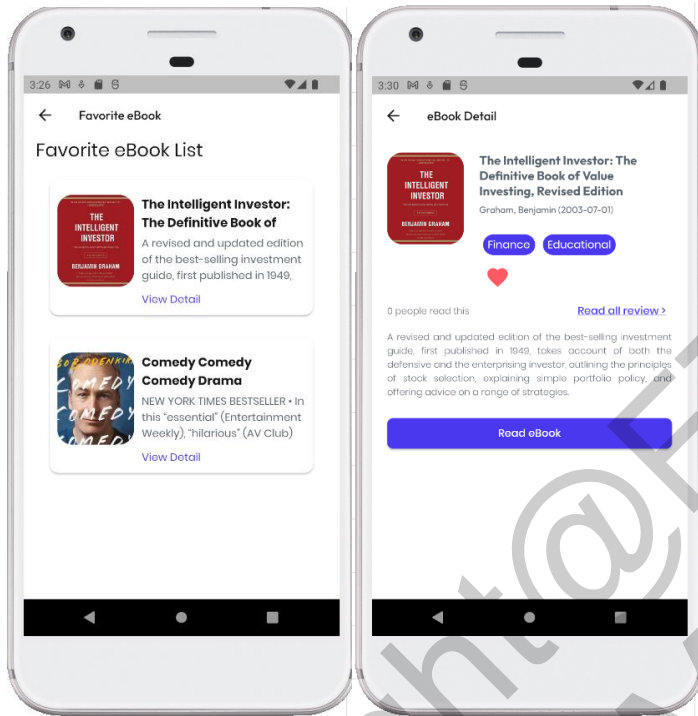 3:26
Favorite eBook
Favorite eBook List
THE
INTELLIGENT
INVESTOR
BENJAMIN GRAHAM
The Intelligent Investor:
The Definitive Book of
A revised and updated edition
of the best-selling investment
guide, first published in 1949,
View Detail
BOB ODENKIRK
COMEDY
COMEDY
COMEDY
Comedy Comedy
Comedy Drama
NEW YORK TIMES BESTSELLER • In
this “essential” (Entertainment
Weekly), “hilarious” (AV Club)
View Detail
3:30
eBook Detail
THE
INTELLIGENT
INVESTOR
BENJAMIN GRAHAM
The Intelligent Investor: The
Definitive Book of Value
Investing, Revised Edition
Graham, Benjamin (2003-07-01)
Finance Educational
0 people read this
Read all review >
A revised and updated edition of the best-selling investment
guide, first published in 1949, takes account of both the
defensive and the enterprising investor, outlining the principles
of stock selection, explaining simple portfolio policy, and
offering advice on a range of strategies.
Read eBook